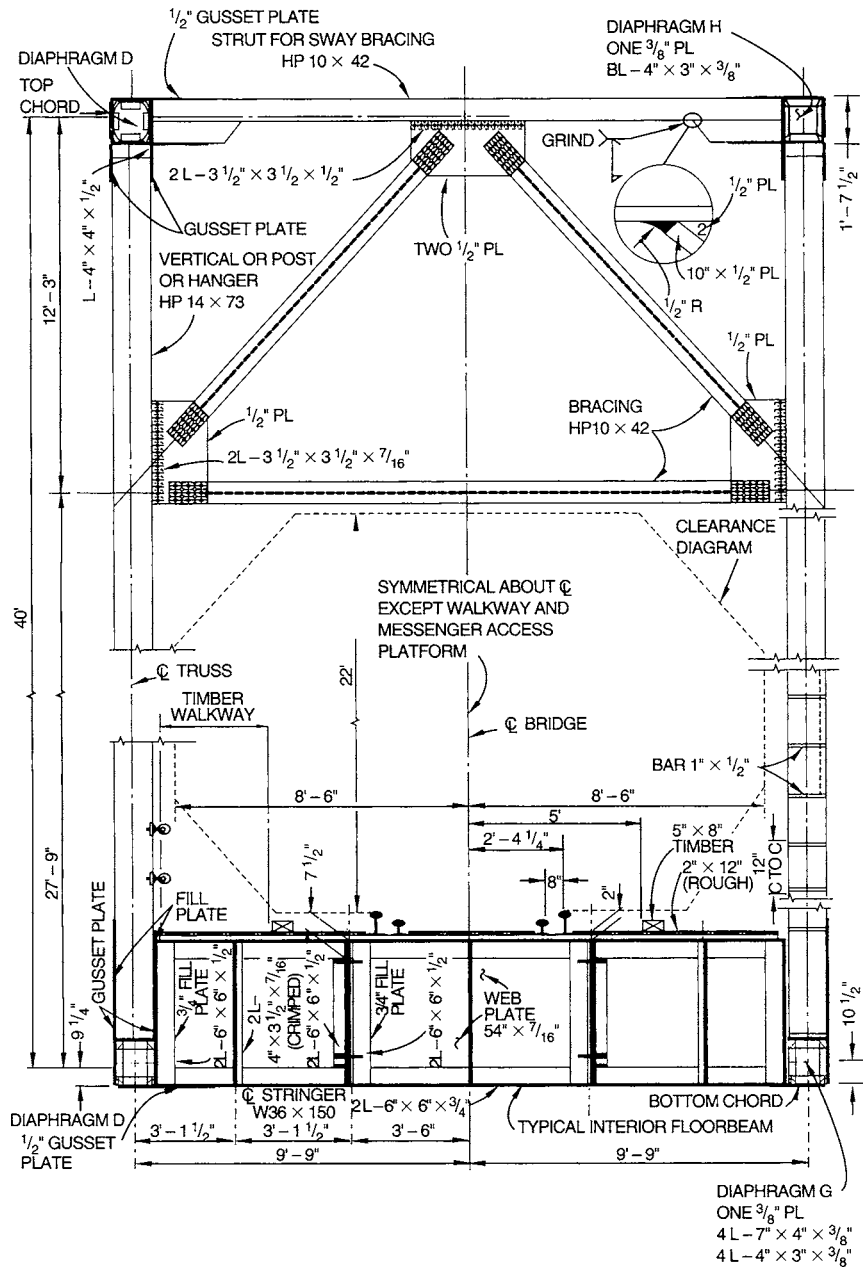 1/2" GUSSET PLATE
STRUT FOR SWAY BRACING
HP 10 × 42
DIAPHRAGM D
TOP
CHORD
DIAPHRAGM H
ONE 3/8" PL
BL – 4" × 3" × 3/8"
GRIND
2 L – 3 1/2" × 3 1/2 × 1/2"
1/2" PL
2
10" × 1/2" PL
1/2" R
1' – 7 1/2"
L – 4" × 4" × 1/2"
GUSSET PLATE
TWO 1/2" PL
VERTICAL OR POST
OR HANGER
HP 14 × 73
12' – 3"
1/2" PL
1/2" PL
BRACING
HP10 × 42
2L – 3 1/2" × 3 1/2" × 7/16"
CLEARANCE
DIAGRAM
40'
SYMMETRICAL ABOUT ℄
EXCEPT WALKWAY AND
MESSENGER ACCESS
PLATFORM
22'
℄ TRUSS
TIMBER
WALKWAY
℄ BRIDGE
BAR 1" × 1/2"
8' – 6"
8' – 6"
5'
2' – 4 1/4"
5" × 8"
TIMBER
2" × 12"
(ROUGH)
12"
C TO C
27' – 9"
7 1/2"
8"
2"
FILL
PLATE
GUSSET PLATE
9 1/4"
3/4" FILL
PLATE
2L – 6" × 6" × 1/2"
2L –
4" × 3 1/2" × 7/16"
(CRIMPED)
2L – 6" × 6" × 1/2"
3/4" FILL
PLATE
2L – 6" × 6" × 1/2"
WEB
PLATE
54" × 7/16"
10 1/2"
℄ STRINGER
W36 × 150
2L – 6" × 6" × 3/4"
BOTTOM CHORD
TYPICAL INTERIOR FLOORBEAM
DIAPHRAGM D
1/2" GUSSET
PLATE
3' – 1 1/2"
3' – 1 1/2"
3' – 6"
9' – 9"
9' – 9"
DIAPHRAGM G
ONE 3/8" PL
4 L – 7" × 4" × 3/8"
4 L – 4" × 3" × 3/8"